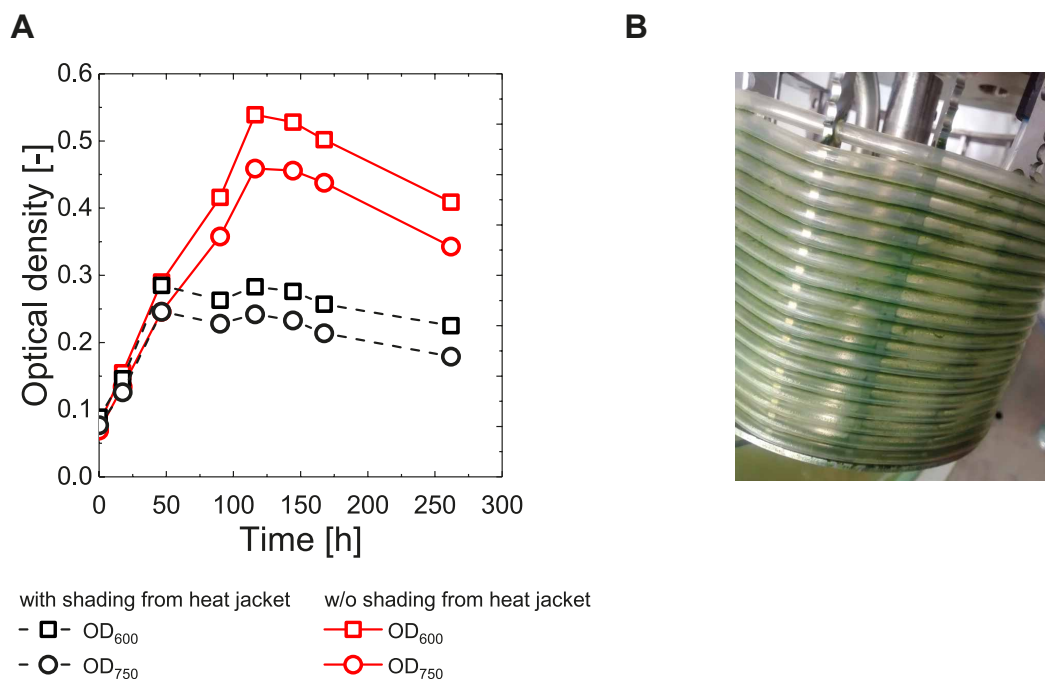 A
B
0.6
0.5
0.4
0.3
0.2
0.1
0.0
Optical density [-]
0 50 100 150 200 250 300
Time [h]
with shading from heat jacket w/o shading from heat jacket
OD600 OD600
OD750 OD750